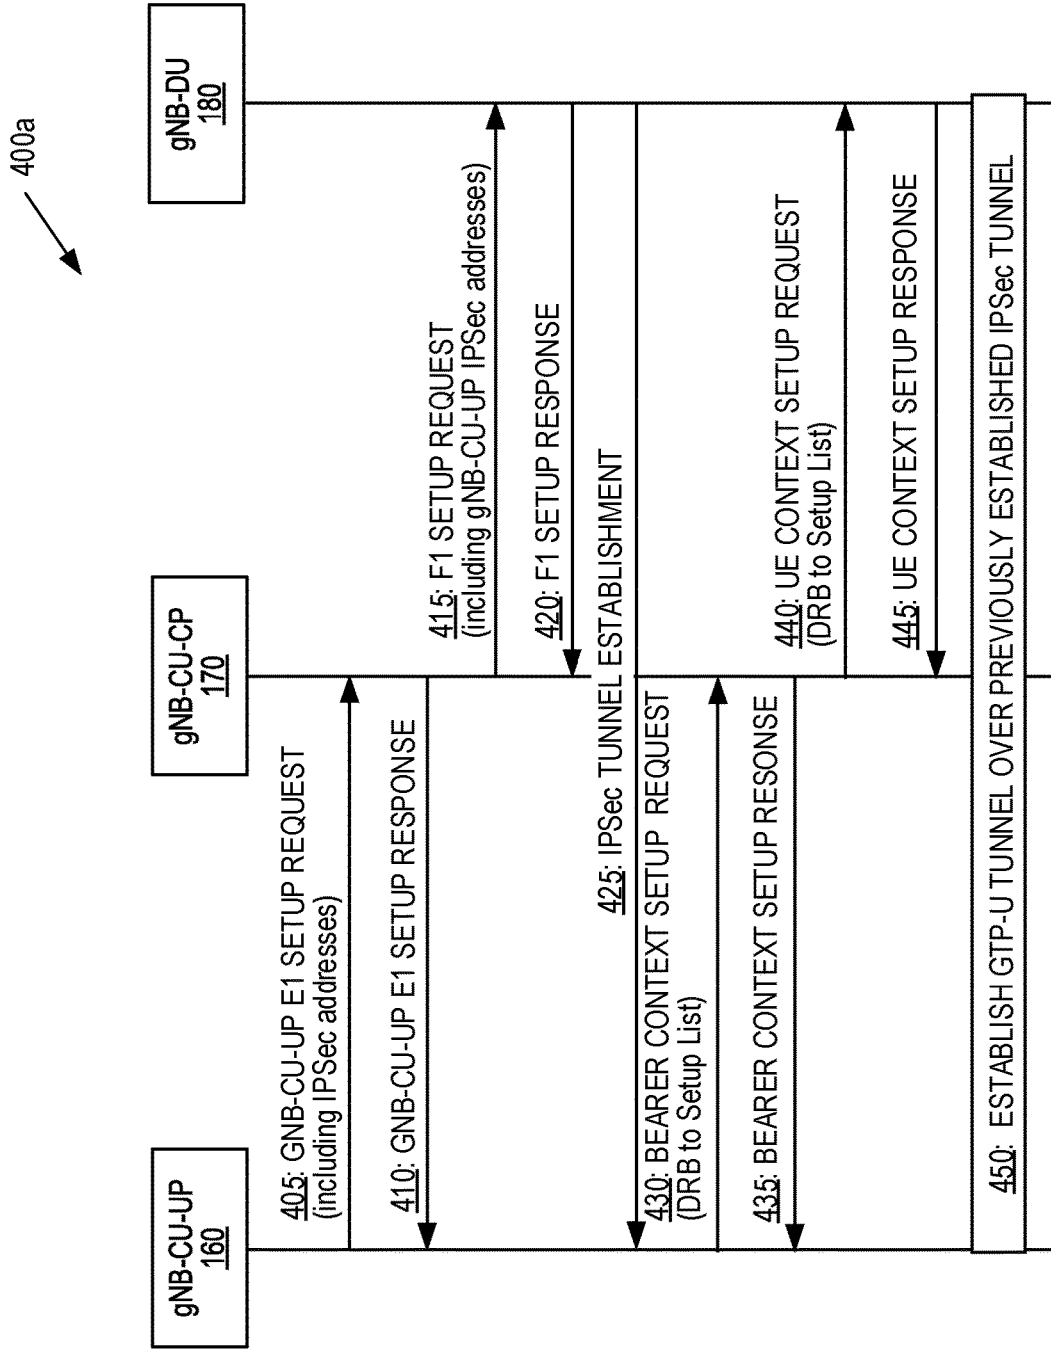 400a
gNB-CU-UP
160
gNB-CU-CP
170
gNB-DU
180
405: GNB-CU-UP E1 SETUP REQUEST
(including IPSec addresses)
410: GNB-CU-UP E1 SETUP RESPONSE
415: F1 SETUP REQUEST
(including gNB-CU-UP IPSec addresses)
420: F1 SETUP RESPONSE
425: IPSec TUNNEL ESTABLISHMENT
430: BEARER CONTEXT SETUP REQUEST
(DRB to Setup List)
435: BEARER CONTEXT SETUP RESONSE
440: UE CONTEXT SETUP REQUEST
(DRB to Setup List)
445: UE CONTEXT SETUP RESPONSE
450: ESTABLISH GTP-U TUNNEL OVER PREVIOUSLY ESTABLISHED IPSec TUNNEL